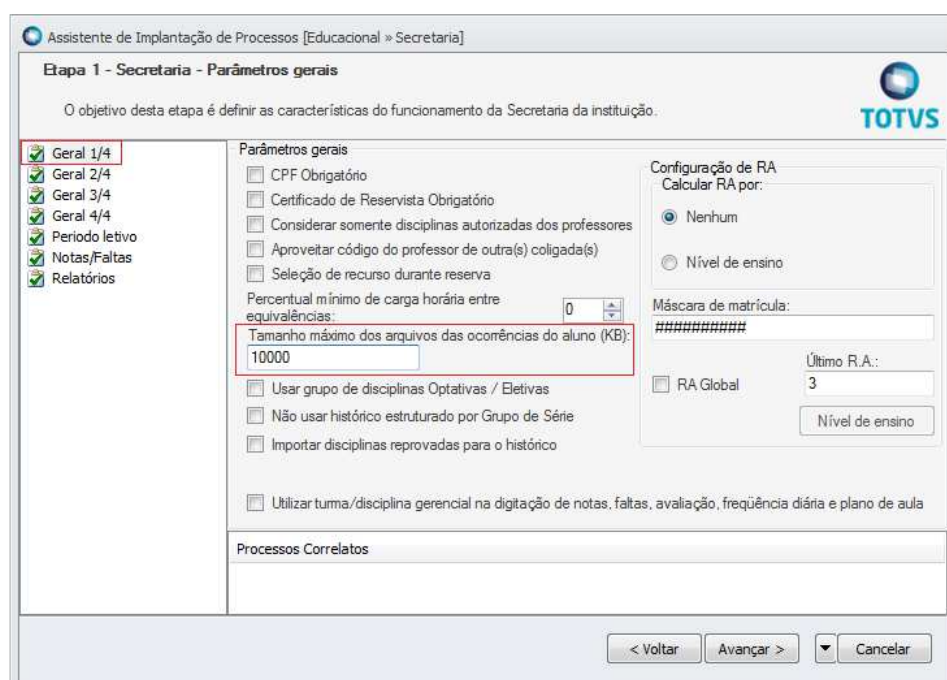 Assistente de Implantação de Processos [Educacional » Secretaria]
Etapa 1 - Secretaria - Parâmetros gerais
O objetivo desta etapa é definir as características do funcionamento da Secretaria da instituição.
TOTVS
Geral 1/4
Geral 2/4
Geral 3/4
Geral 4/4
Periodo letivo
Notas/Faltas
Relatórios
Parâmetros gerais
CPF Obrigatório
Certificado de Reservista Obrigatório
Considerar somente disciplinas autorizadas dos professores
Aproveitar código do professor de outra(s) coligada(s)
Seleção de recurso durante reserva
Percentual mínimo de carga horária entre
equivalências:
0
Tamanho máximo dos arquivos das ocorrências do aluno (KB):
10000
Usar grupo de disciplinas Optativas / Eletivas
Não usar histórico estruturado por Grupo de Série
Importar disciplinas reprovadas para o histórico
Utilizar turma/disciplina gerencial na digitação de notas, faltas, avaliação, freqüência diária e plano de aula
Configuração de RA
Calcular RA por:
Nenhum
Nível de ensino
Máscara de matrícula:
##########
Último R.A.:
RA Global
3
Nível de ensino
Processos Correlatos
< Voltar
Avançar >
Cancelar